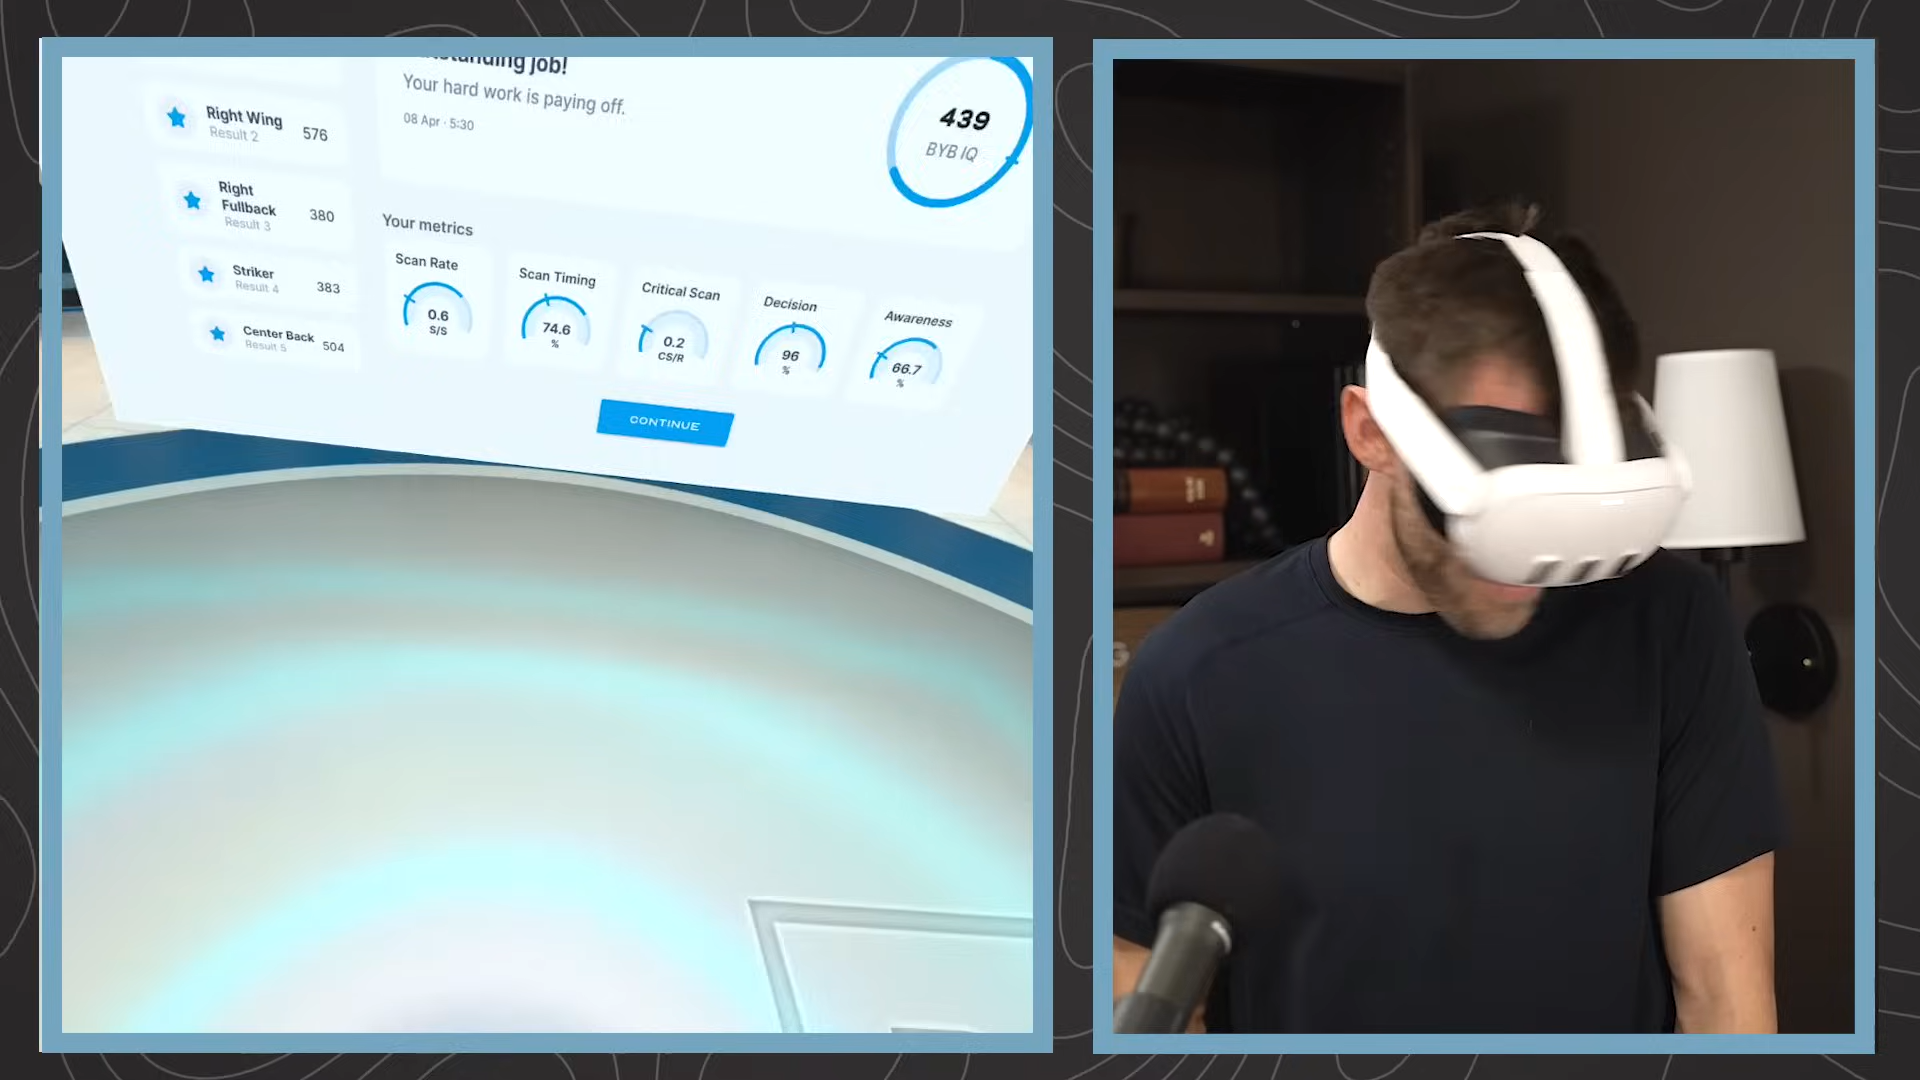 Outstanding job!
Your hard work is paying off.
08 Apr · 5:30
439
BYB IQ
Right Wing
Result 2
576
Right
Fullback
Result 3
380
Striker
Result 4
383
Center Back
Result 5
504
Your metrics
Scan Rate
0.6
S/S
Scan Timing
74.6
%
Critical Scan
0.2
CS/R
Decision
96
%
Awareness
66.7
%
CONTINUE